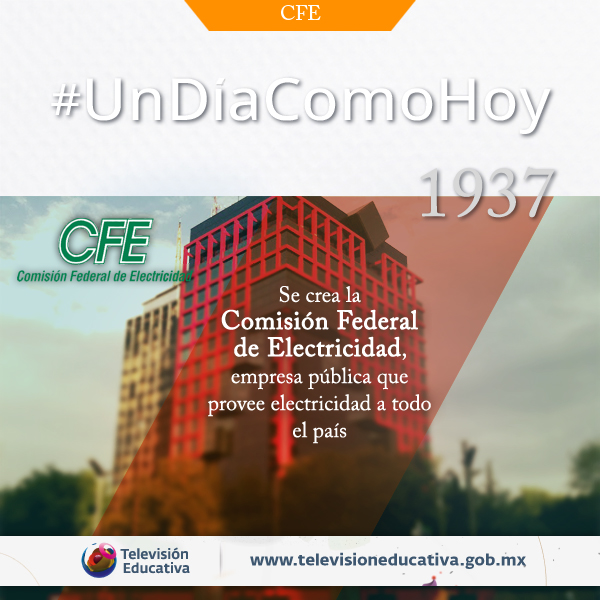 CFE
#UnDiaComoHoy
1937
CFE
Comisión Federal de Electricidad
Se crea la
Comisión Federal
de Electricidad,
empresa pública que
provee electricidad a todo
el país
Televisión
Educativa
www.televisioneducativa.gob.mx